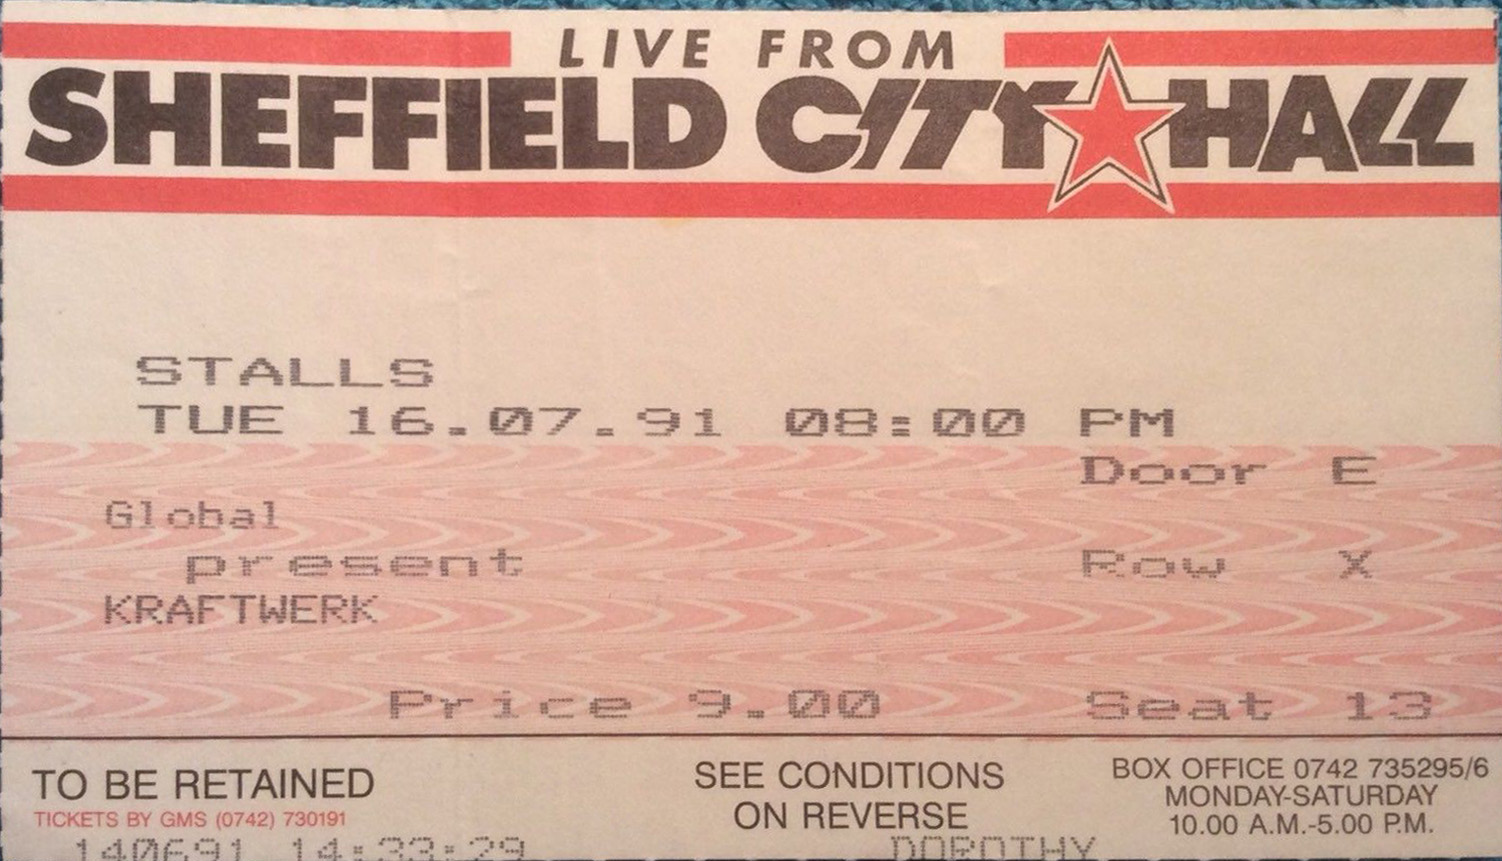 LIVE FROM
SHEFFIELD CITY HALL
STALLS
TUE 16.07.91 08:00 PM
Door E
Global
present
Row X
KRAFTWERK
Price 9.00
Seat 13
TO BE RETAINED
TICKETS BY GMS (0742) 730191
SEE CONDITIONS
ON REVERSE
BOX OFFICE 0742 735295/6
MONDAY-SATURDAY
10.00 A.M.-5.00 P.M.
140691 14:33:29
DOROTHY